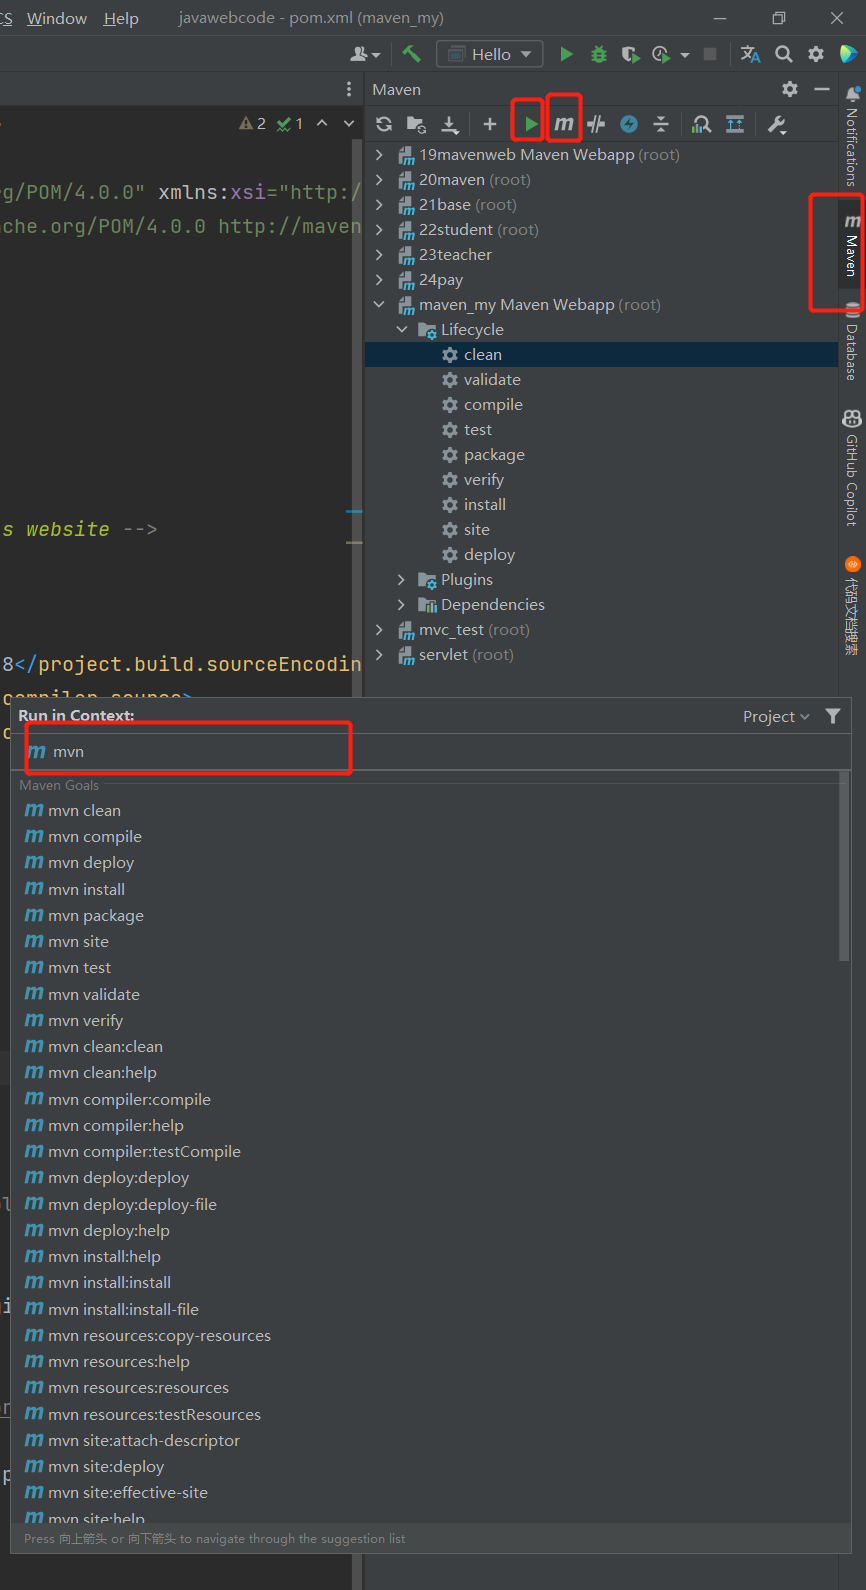 CS Window Help javawebcode - pom.xml (maven_my)
Hello
Maven
2 1
19mavenweb Maven Webapp (root)
20maven (root)
21base (root)
22student (root)
23teacher
24pay
maven_my Maven Webapp (root)
Lifecycle
clean
validate
compile
test
package
verify
install
site
deploy
Plugins
Dependencies
mvc_test (root)
servlet (root)
Notifications
Maven
Database
GitHub Copilot
代码文档搜索
rg/POM/4.0.0" xmlns:xsi="http:/
ache.org/POM/4.0.0 http://maven
s website -->
8</project.build.sourceEncodin
compiler.source>
Run in Context:
Project
mvn
Maven Goals
mvn clean
mvn compile
mvn deploy
mvn install
mvn package
mvn site
mvn test
mvn validate
mvn verify
mvn clean:clean
mvn clean:help
mvn compiler:compile
mvn compiler:help
mvn compiler:testCompile
mvn deploy:deploy
mvn deploy:deploy-file
mvn deploy:help
mvn install:help
mvn install:install
mvn install:install-file
mvn resources:copy-resources
mvn resources:help
mvn resources:resources
mvn resources:testResources
mvn site:attach-descriptor
mvn site:deploy
mvn site:effective-site
mvn site:help
Press 向上箭头 or 向下箭头 to navigate through the suggestion list